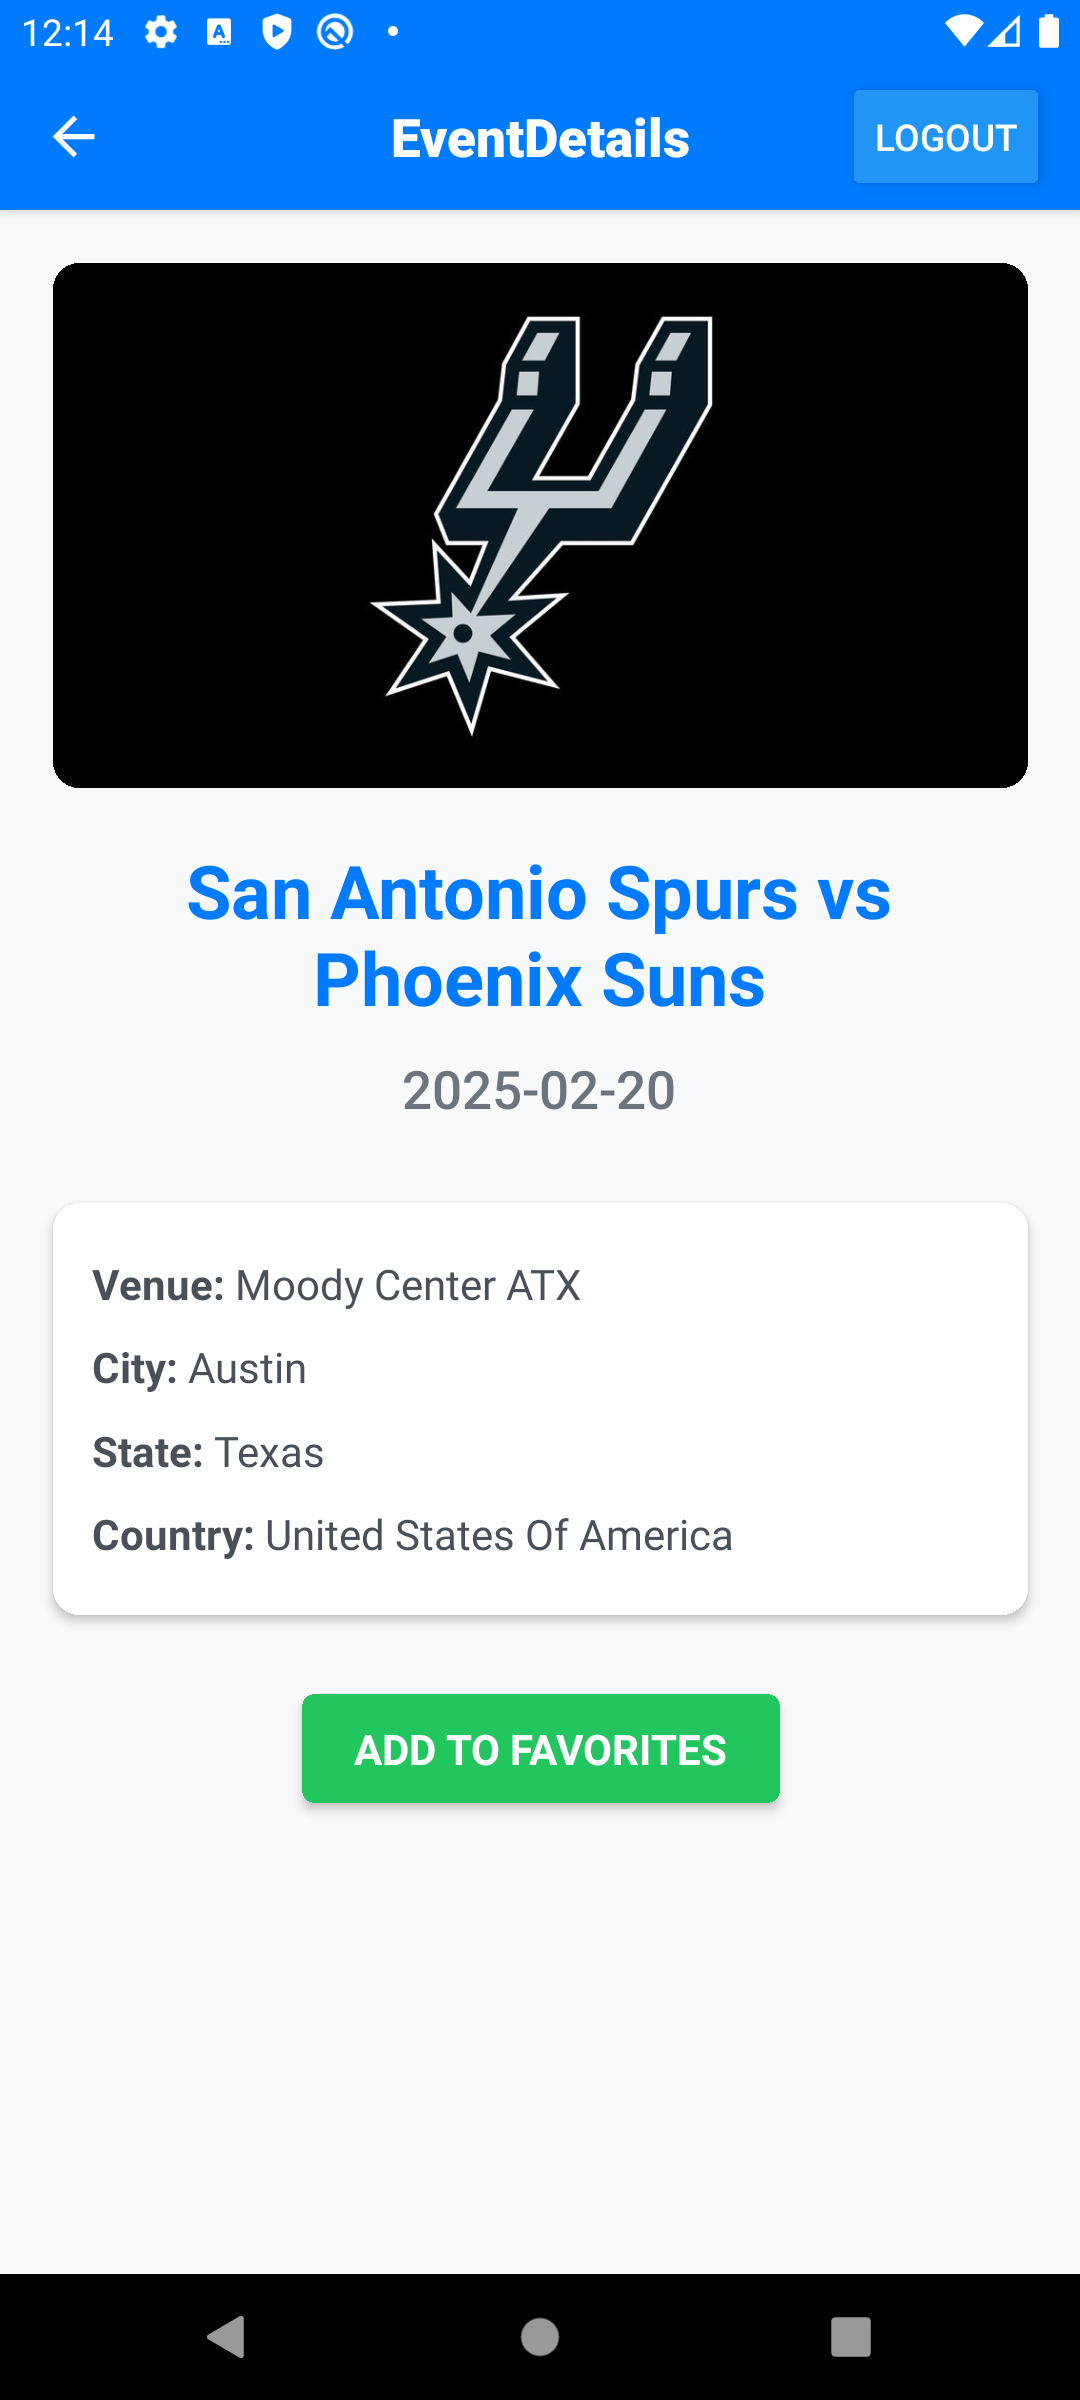 12:14
EventDetails
LOGOUT
San Antonio Spurs vs
Phoenix Suns
2025-02-20
Venue: Moody Center ATX
City: Austin
State: Texas
Country: United States Of America
ADD TO FAVORITES